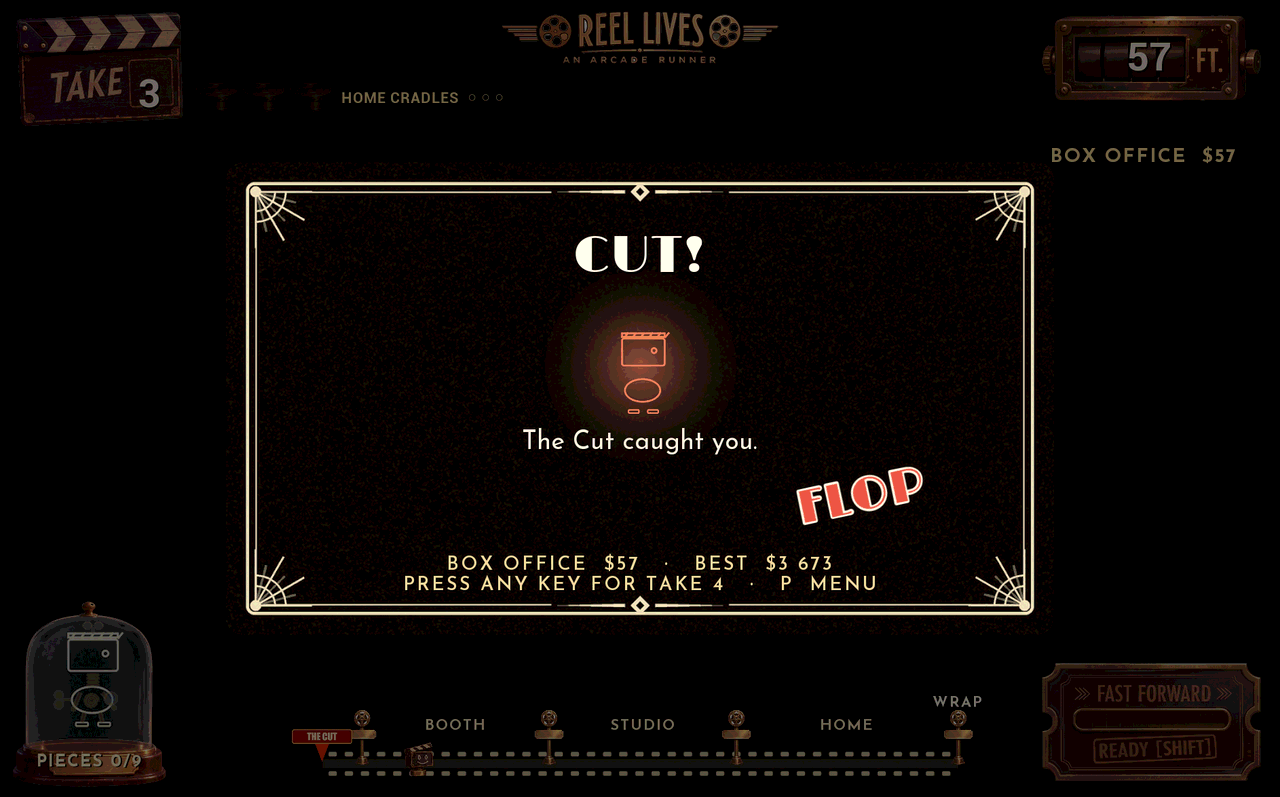 REEL LIVES
AN ARCADE RUNNER
TAKE 3
57 FT.
HOME CRADLES
BOX OFFICE $57
CUT!
The Cut caught you.
FLOP
BOX OFFICE $57 · BEST $3 673
PRESS ANY KEY FOR TAKE 4 · P MENU
WRAP
BOOTH STUDIO HOME
THE CUT
PIECES 0/9
FAST FORWARD
READY [SHIFT]